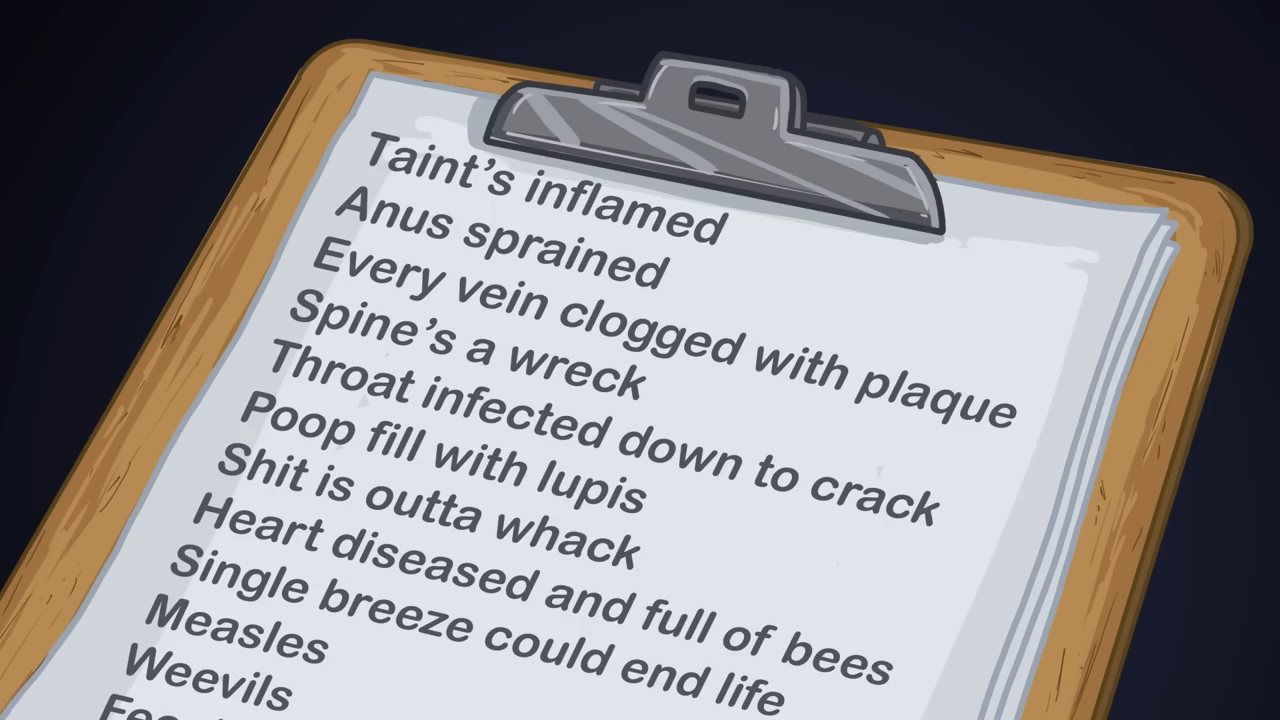 Taint's inflamed
Anus sprained
Every vein clogged with plaque
Spine's a wreck
Throat infected down to crack
Poop fill with lupis
Shit is outta whack
Heart diseased and full of bees
Single breeze could end life
Measles
Weevils